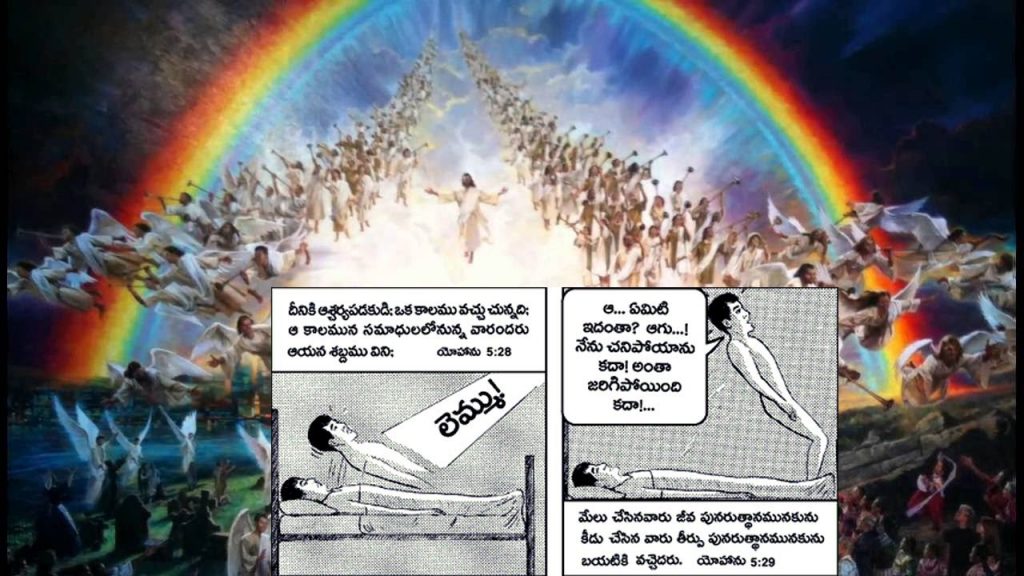 దీనికి ఆశ్చర్యపడకుడి; ఒక కాలము వచ్చుచున్నది;
ఆ కాలమున సమాధులలోనున్న వారందరు
ఆయన శబ్దము విని; యోహాను 5:28
లెమ్ము!
ఆ... ఏమిటి
ఇదంతా? ఆగు...!
నేను చనిపోయాను
కదా! అంతా
జరిగిపోయింది
కదా!...
మేలు చేసినవారు జీవ పునరుత్థానమునకును
కీడు చేసిన వారు తీర్పు పునరుత్థానమునకును
బయటికి వచ్చెదరు. యోహాను 5:29